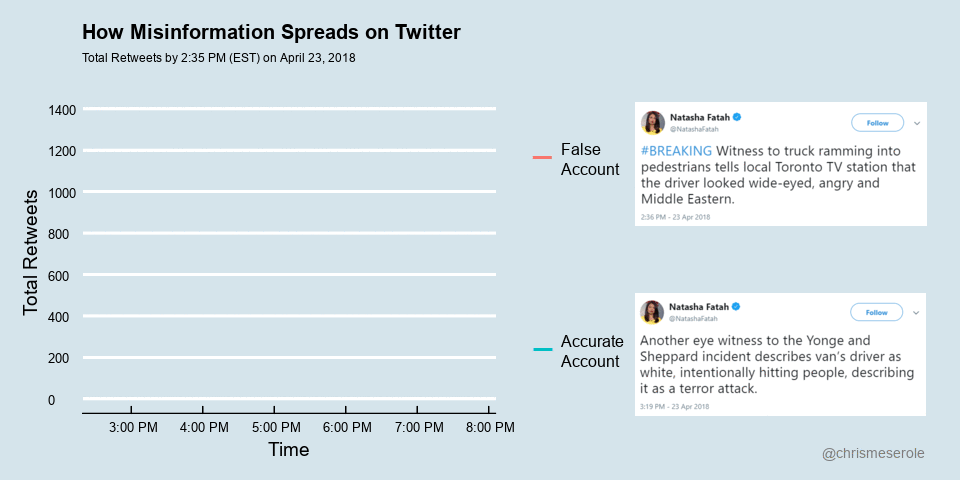 How Misinformation Spreads on Twitter
Total Retweets by 2:35 PM (EST) on April 23, 2018
Total Retweets
1400
1200
1000
800
600
400
200
0
3:00 PM 4:00 PM 5:00 PM 6:00 PM 7:00 PM 8:00 PM
Time
False
Account
Natasha Fatah
@NatashaFatah
Follow
#BREAKING Witness to truck ramming into
pedestrians tells local Toronto TV station that
the driver looked wide-eyed, angry and
Middle Eastern.
2:36 PM - 23 Apr 2018
Accurate
Account
Natasha Fatah
@NatashaFatah
Follow
Another eye witness to the Yonge and
Sheppard incident describes van's driver as
white, intentionally hitting people, describing
it as a terror attack.
3:19 PM - 23 Apr 2018
@chrismeserole